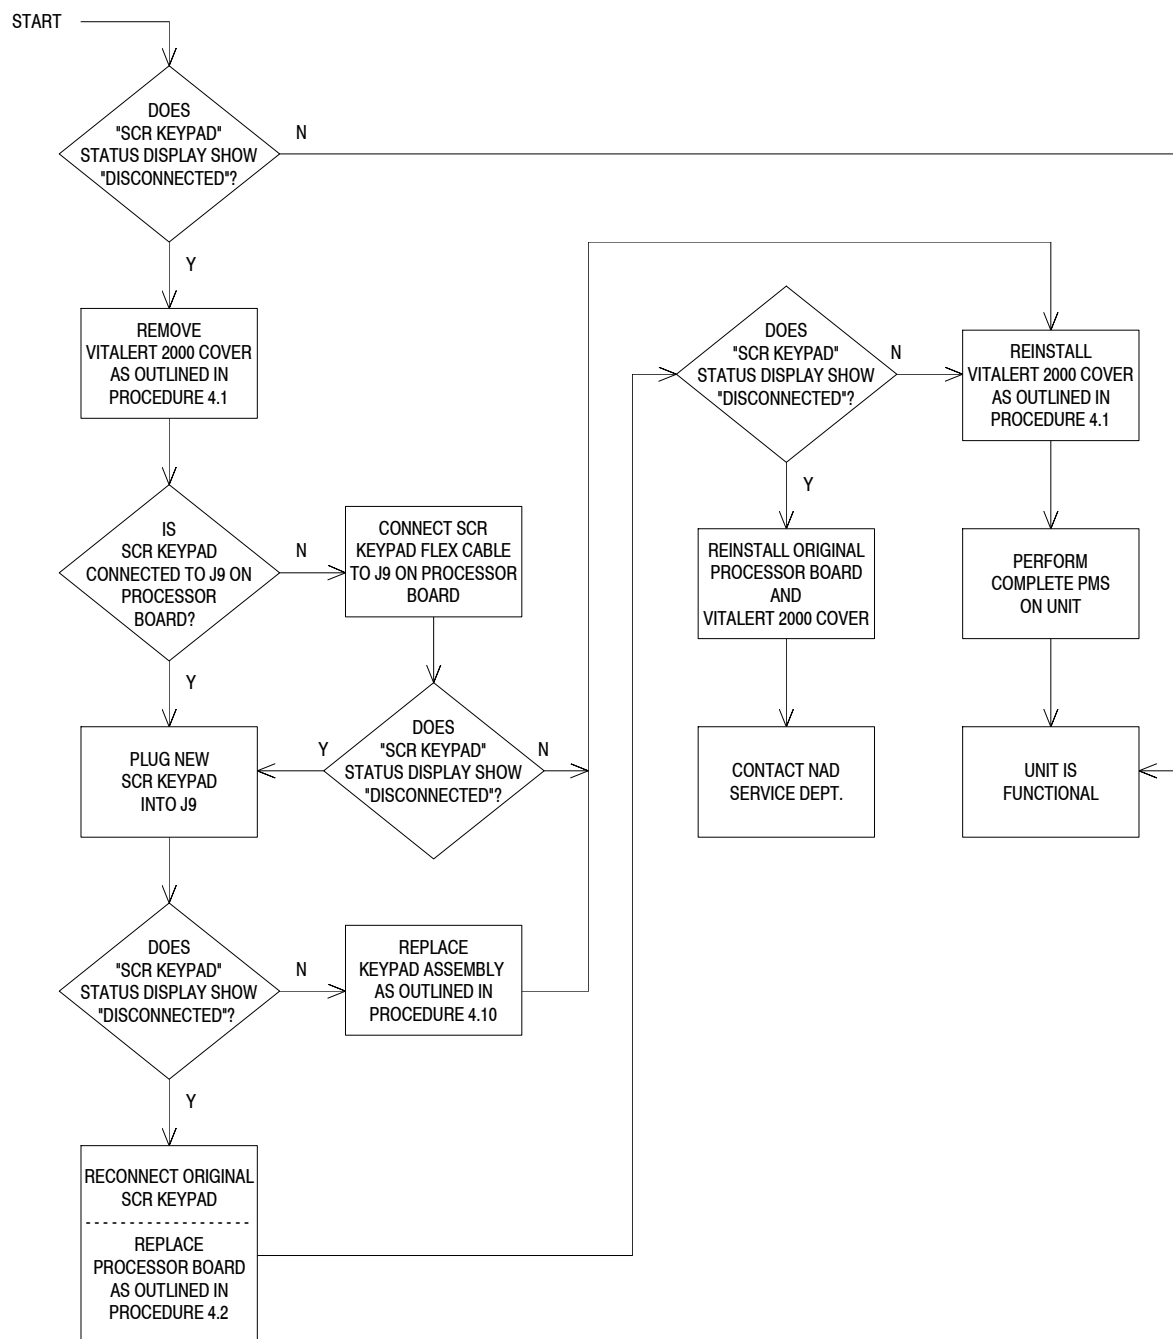 START
DOES
"SCR KEYPAD"
STATUS DISPLAY SHOW
"DISCONNECTED"?
N
Y
REMOVE
VITALERT 2000 COVER
AS OUTLINED IN
PROCEDURE 4.1
IS
SCR KEYPAD
CONNECTED TO J9 ON
PROCESSOR
BOARD?
N
Y
CONNECT SCR
KEYPAD FLEX CABLE
TO J9 ON PROCESSOR
BOARD
DOES
"SCR KEYPAD"
STATUS DISPLAY SHOW
"DISCONNECTED"?
Y
N
PLUG NEW
SCR KEYPAD
INTO J9
DOES
"SCR KEYPAD"
STATUS DISPLAY SHOW
"DISCONNECTED"?
N
Y
REPLACE
KEYPAD ASSEMBLY
AS OUTLINED IN
PROCEDURE 4.10
RECONNECT ORIGINAL
SCR KEYPAD
REPLACE
PROCESSOR BOARD
AS OUTLINED IN
PROCEDURE 4.2
DOES
"SCR KEYPAD"
STATUS DISPLAY SHOW
"DISCONNECTED"?
N
Y
REINSTALL ORIGINAL
PROCESSOR BOARD
AND
VITALERT 2000 COVER
CONTACT NAD
SERVICE DEPT.
REINSTALL
VITALERT 2000 COVER
AS OUTLINED IN
PROCEDURE 4.1
PERFORM
COMPLETE PMS
ON UNIT
UNIT IS
FUNCTIONAL